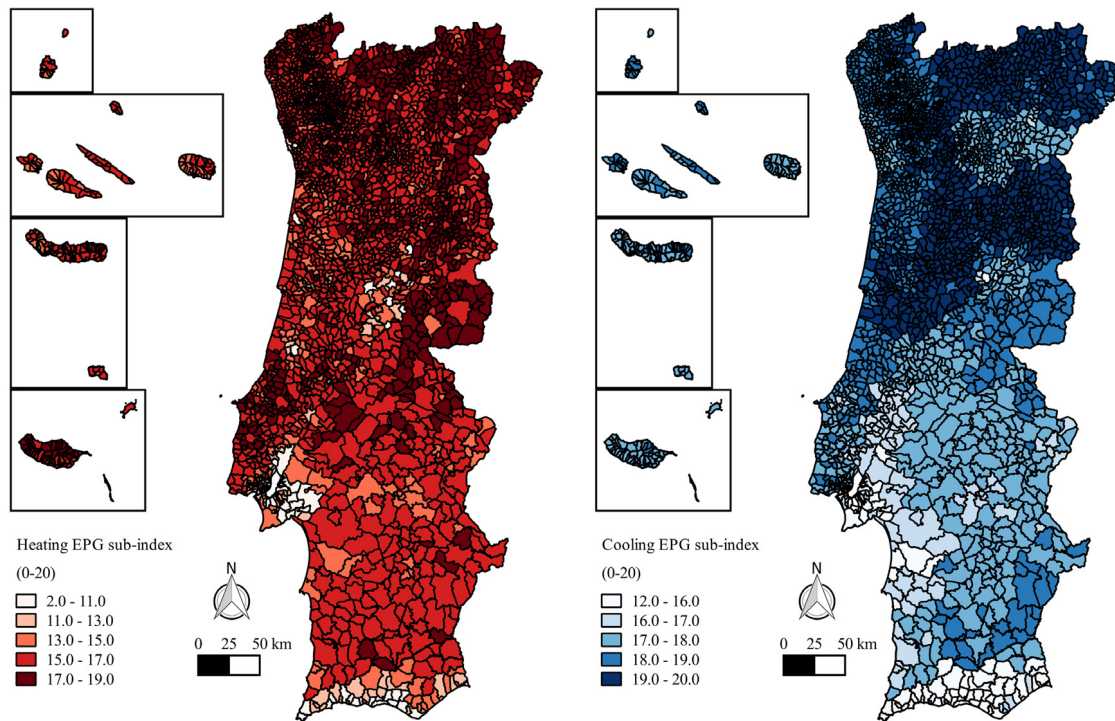 Heating EPG sub-index
(0-20)
2.0 - 11.0
11.0 - 13.0
13.0 - 15.0
15.0 - 17.0
17.0 - 19.0
N
0 25 50 km
Cooling EPG sub-index
(0-20)
12.0 - 16.0
16.0 - 17.0
17.0 - 18.0
18.0 - 19.0
19.0 - 20.0
N
0 25 50 km